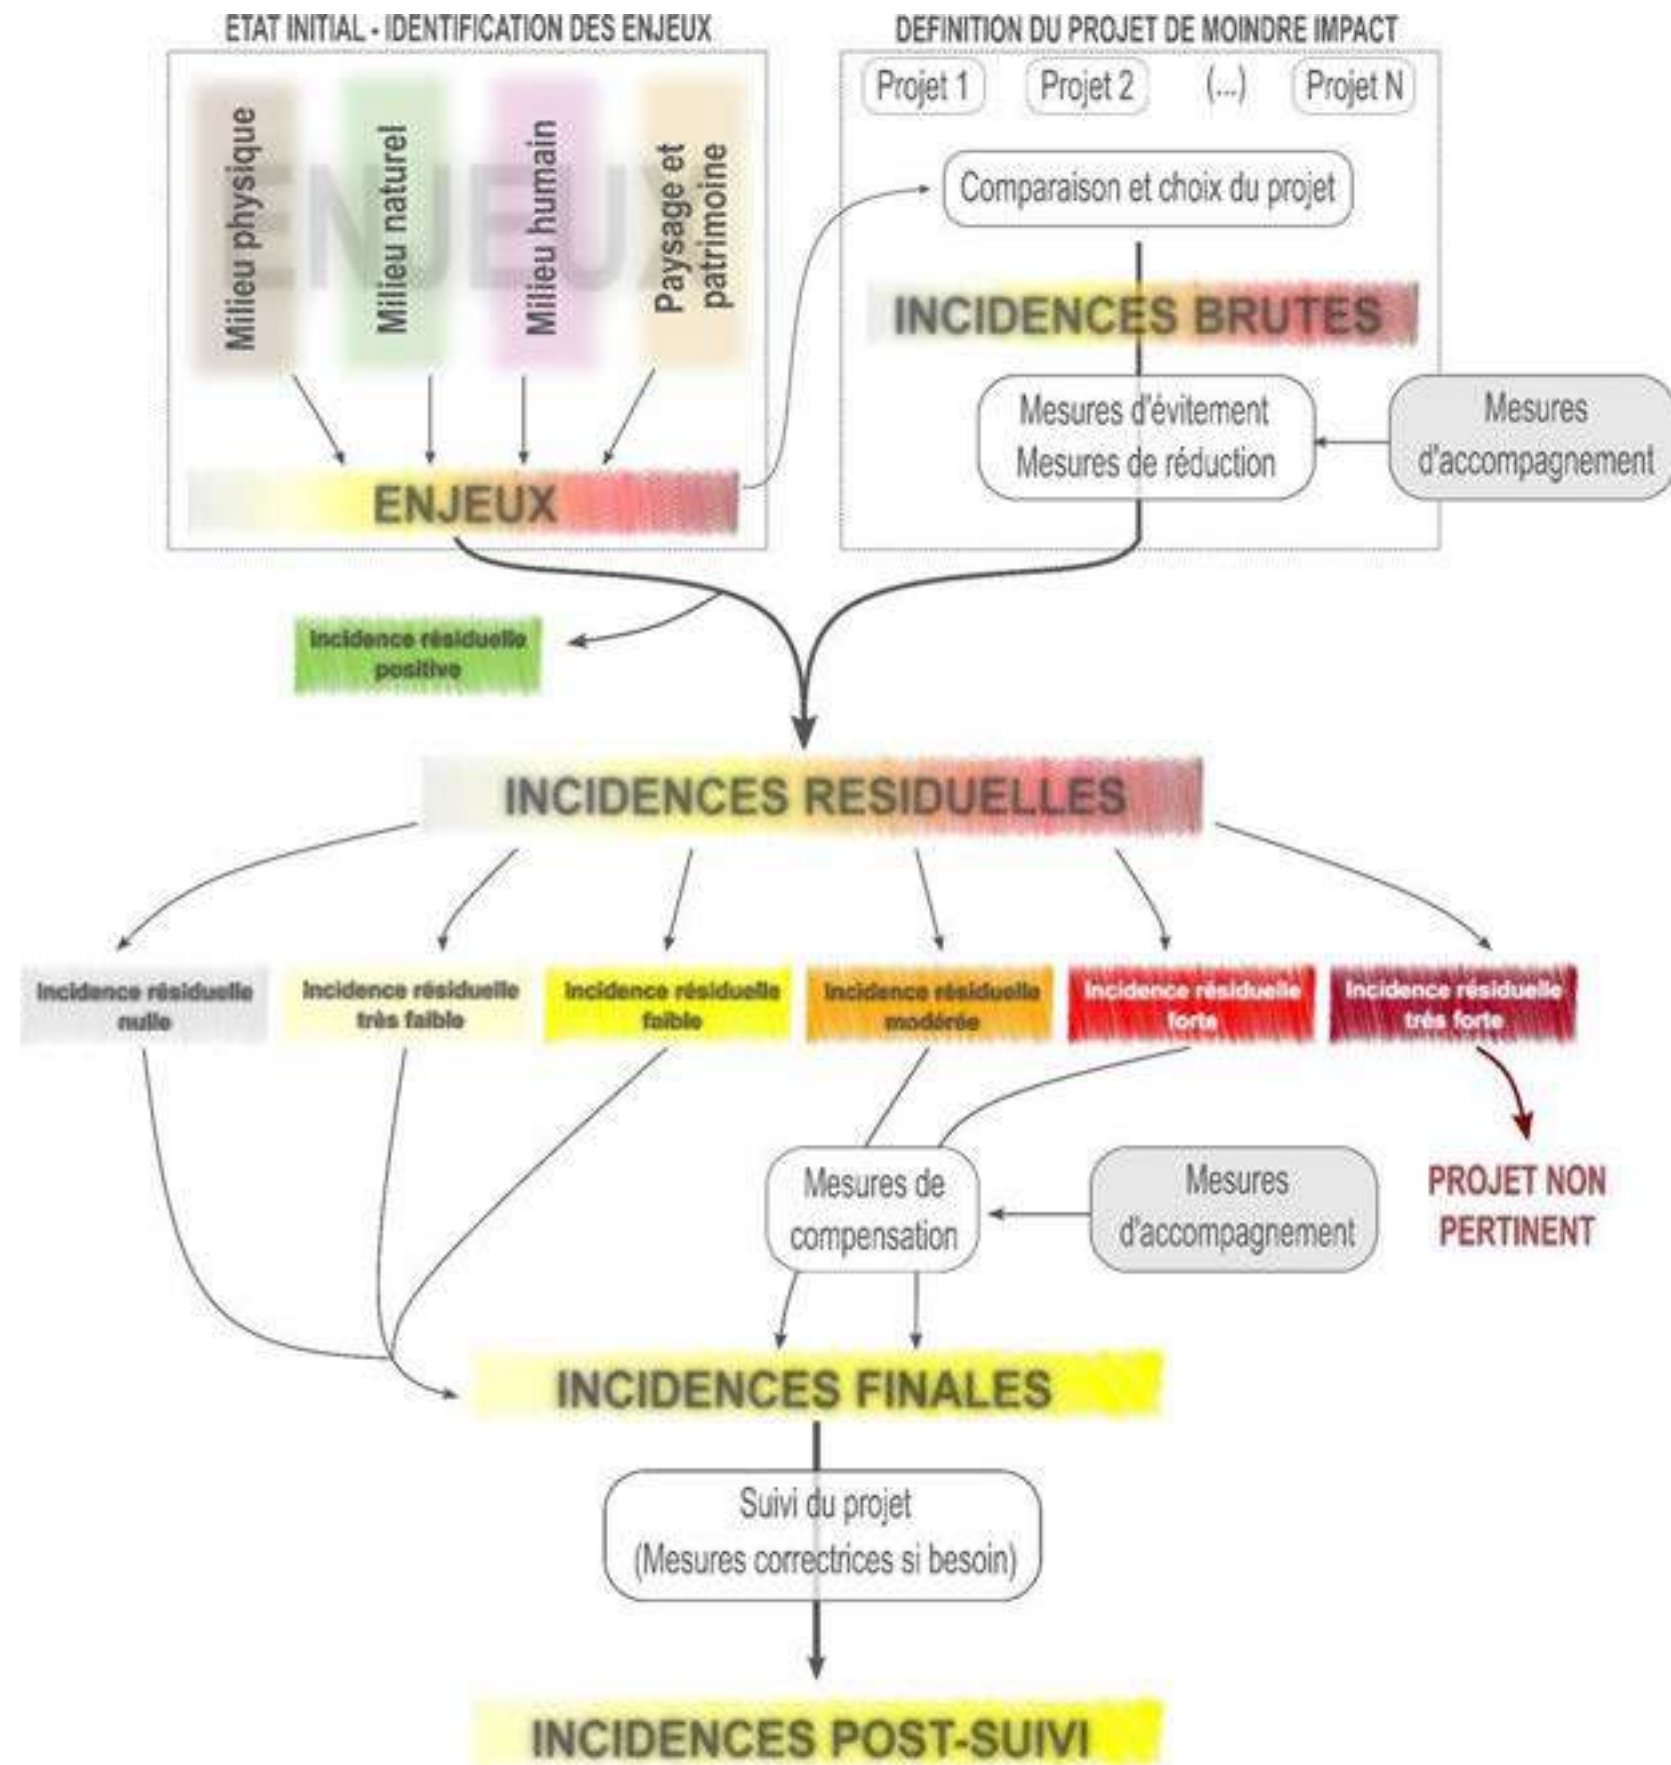 ETAT INITIAL - IDENTIFICATION DES ENJEUX
Milieu physique
Milieu naturel
Milieu humain
Paysage et
patrimoine
ENJEUX
ENJEUX
DEFINITION DU PROJET DE MOINDRE IMPACT
Projet 1
Projet 2
(...)
Projet N
Comparaison et choix du projet
INCIDENCES BRUTES
Mesures d'évitement
Mesures de réduction
Mesures
d'accompagnement
Incidence résiduelle
positive
INCIDENCES RESIDUELLES
Incidence résiduelle
nulle
Incidence résiduelle
très faible
Incidence résiduelle
faible
Incidence résiduelle
modérée
Incidence résiduelle
forte
Incidence résiduelle
très forte
Mesures de
compensation
Mesures
d'accompagnement
PROJET NON
PERTINENT
INCIDENCES FINALES
Suivi du projet
(Mesures correctrices si besoin)
INCIDENCES POST-SUIVI